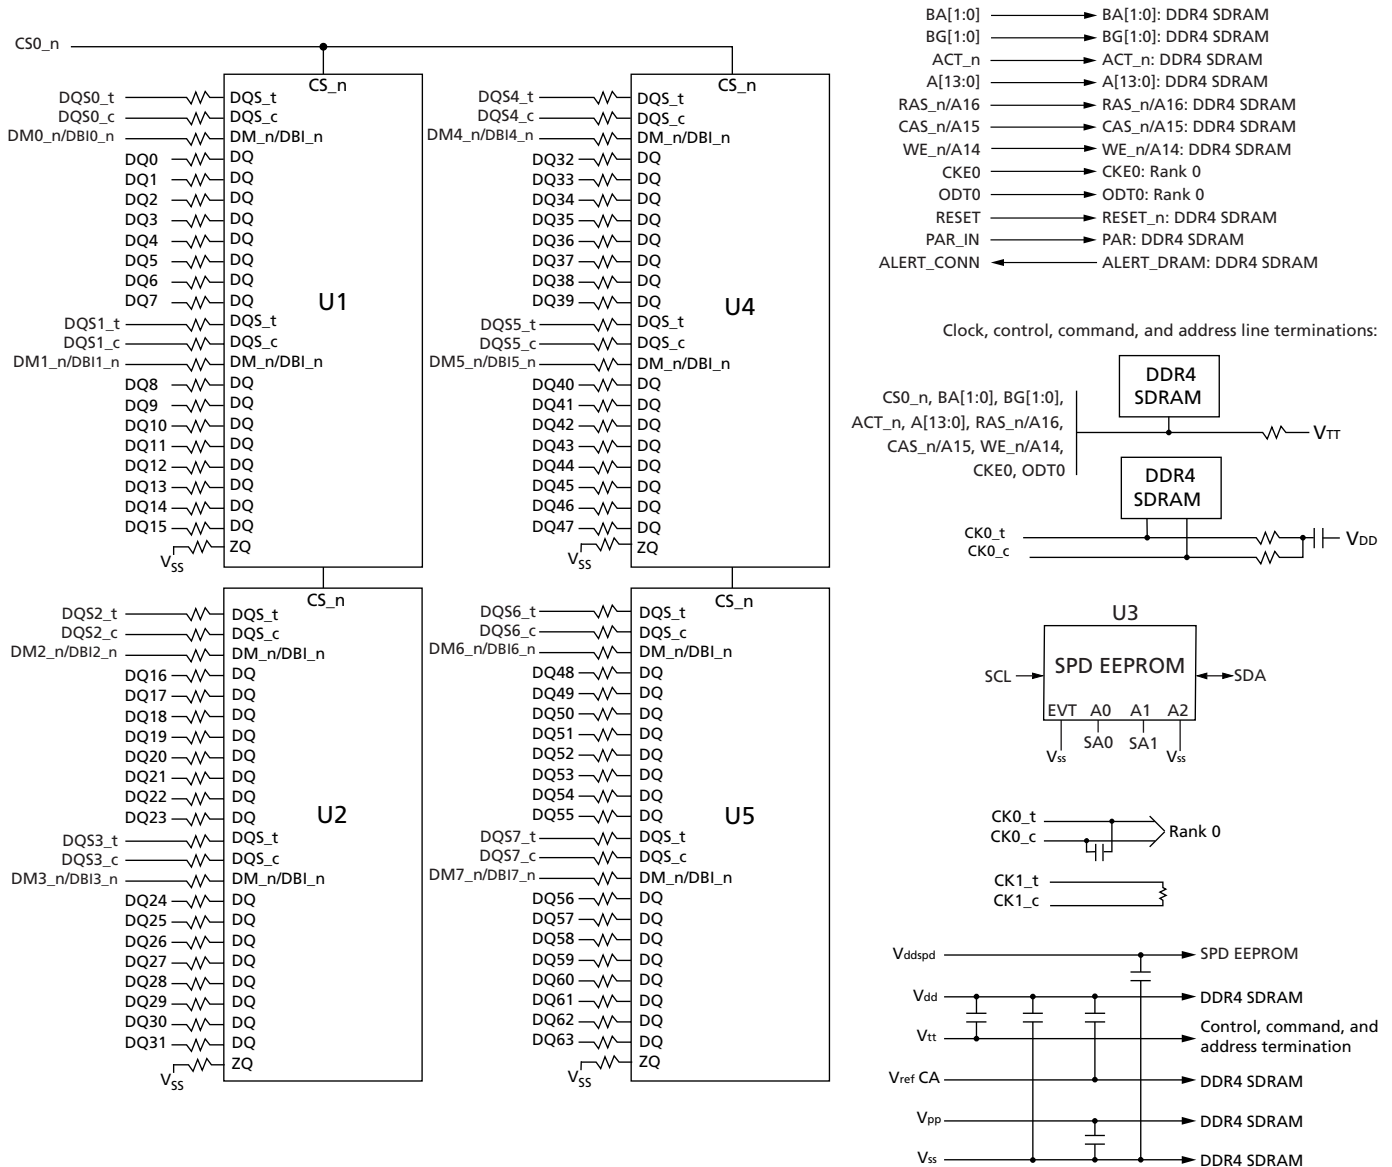 CS0_n
CS_n
DQS0_t DQS_t
DQS0_c DQS_c
DM0_n/DBI0_n DM_n/DBI_n
DQ0 DQ
DQ1 DQ
DQ2 DQ
DQ3 DQ
DQ4 DQ
DQ5 DQ
DQ6 DQ
DQ7 DQ
U1
DQS1_t DQS_t
DQS1_c DQS_c
DM1_n/DBI1_n DM_n/DBI_n
DQ8 DQ
DQ9 DQ
DQ10 DQ
DQ11 DQ
DQ12 DQ
DQ13 DQ
DQ14 DQ
DQ15 DQ
VSS ZQ
CS_n
DQS2_t DQS_t
DQS2_c DQS_c
DM2_n/DBI2_n DM_n/DBI_n
DQ16 DQ
DQ17 DQ
DQ18 DQ
DQ19 DQ
DQ20 DQ
DQ21 DQ
DQ22 DQ
DQ23 DQ
U2
DQS3_t DQS_t
DQS3_c DQS_c
DM3_n/DBI3_n DM_n/DBI_n
DQ24 DQ
DQ25 DQ
DQ26 DQ
DQ27 DQ
DQ28 DQ
DQ29 DQ
DQ30 DQ
DQ31 DQ
VSS ZQ
CS_n
DQS4_t DQS_t
DQS4_c DQS_c
DM4_n/DBI4_n DM_n/DBI_n
DQ32 DQ
DQ33 DQ
DQ34 DQ
DQ35 DQ
DQ36 DQ
DQ37 DQ
DQ38 DQ
DQ39 DQ
U4
DQS5_t DQS_t
DQS5_c DQS_c
DM5_n/DBI5_n DM_n/DBI_n
DQ40 DQ
DQ41 DQ
DQ42 DQ
DQ43 DQ
DQ44 DQ
DQ45 DQ
DQ46 DQ
DQ47 DQ
VSS ZQ
CS_n
DQS6_t DQS_t
DQS6_c DQS_c
DM6_n/DBI6_n DM_n/DBI_n
DQ48 DQ
DQ49 DQ
DQ50 DQ
DQ51 DQ
DQ52 DQ
DQ53 DQ
DQ54 DQ
DQ55 DQ
U5
DQS7_t DQS_t
DQS7_c DQS_c
DM7_n/DBI7_n DM_n/DBI_n
DQ56 DQ
DQ57 DQ
DQ58 DQ
DQ59 DQ
DQ60 DQ
DQ61 DQ
DQ62 DQ
DQ63 DQ
VSS ZQ
BA[1:0] BA[1:0]: DDR4 SDRAM
BG[1:0] BG[1:0]: DDR4 SDRAM
ACT_n ACT_n: DDR4 SDRAM
A[13:0] A[13:0]: DDR4 SDRAM
RAS_n/A16 RAS_n/A16: DDR4 SDRAM
CAS_n/A15 CAS_n/A15: DDR4 SDRAM
WE_n/A14 WE_n/A14: DDR4 SDRAM
CKE0 CKE0: Rank 0
ODT0 ODT0: Rank 0
RESET RESET_n: DDR4 SDRAM
PAR_IN PAR: DDR4 SDRAM
ALERT_CONN ALERT_DRAM: DDR4 SDRAM
Clock, control, command, and address line terminations:
DDR4
SDRAM
CS0_n, BA[1:0], BG[1:0],
ACT_n, A[13:0], RAS_n/A16,
CAS_n/A15, WE_n/A14,
CKE0, ODT0
VTT
DDR4
SDRAM
CK0_t
CK0_c
VDD
U3
SPD EEPROM
SCL SDA
EVT A0 A1 A2
Vss SA0 SA1 Vss
CK0_t
CK0_c
Rank 0
CK1_t
CK1_c
Vddspd SPD EEPROM
Vdd DDR4 SDRAM
Vtt Control, command, and
address termination
Vref CA DDR4 SDRAM
Vpp DDR4 SDRAM
Vss DDR4 SDRAM